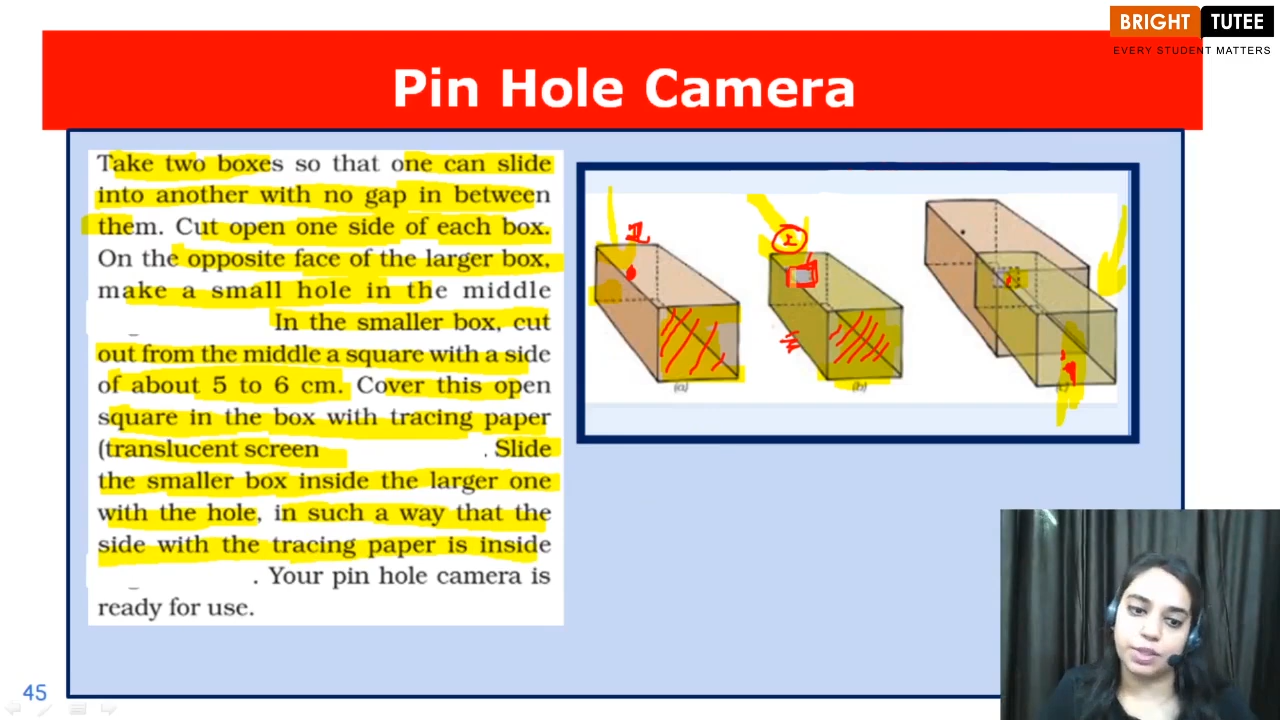 BRIGHT TUTEE
EVERY STUDENT MATTERS
Pin Hole Camera
Take two boxes so that one can slide
into another with no gap in between
them. Cut open one side of each box.
On the opposite face of the larger box,
make a small hole in the middle
In the smaller box, cut
out from the middle a square with a side
of about 5 to 6 cm. Cover this open
square in the box with tracing paper
(translucent screen . Slide
the smaller box inside the larger one
with the hole, in such a way that the
side with the tracing paper is inside
. Your pin hole camera is
ready for use.
(a)
(b)
(c)
45